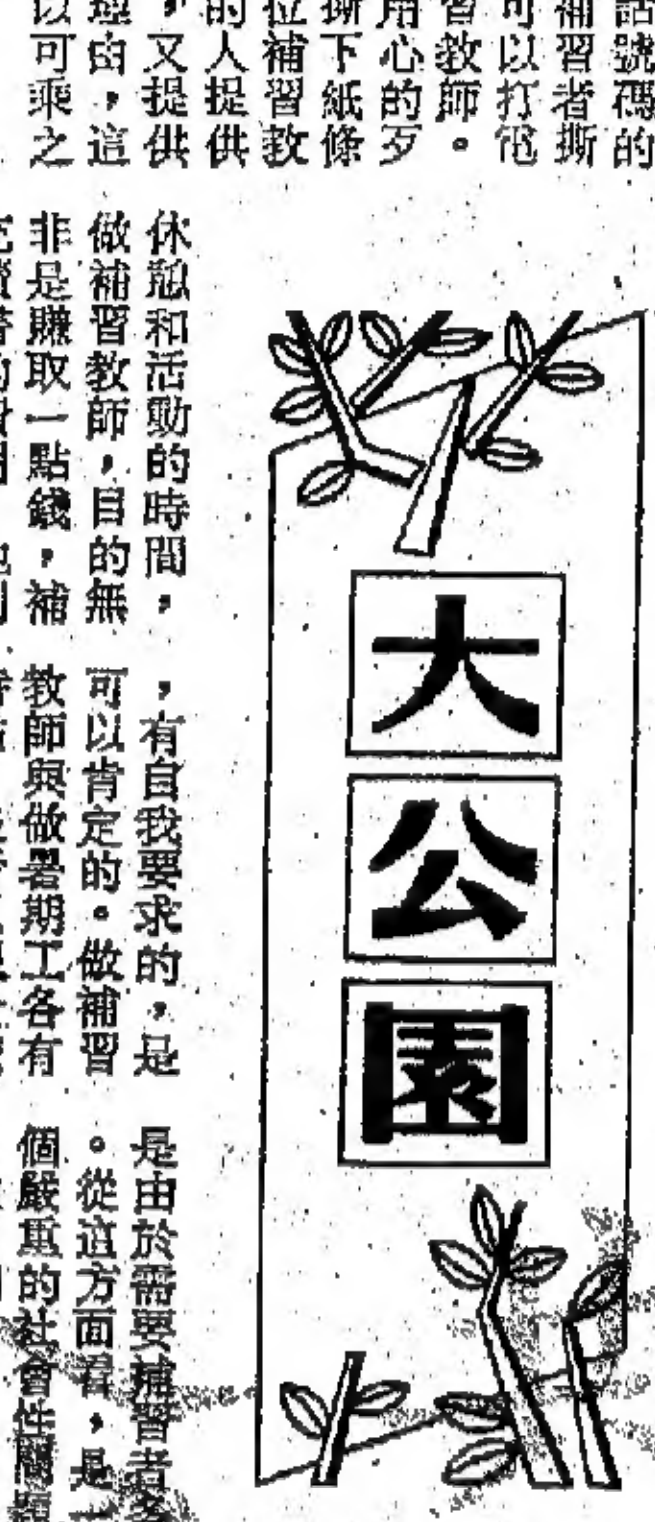 話號碼的
補習者撕
可以打電
習教師。
用心的歹
撕下紙條
位補習教
的人提供
，又提供
理由，這
以可乘之
大公園
休憩和活動的時間，
做補習教師，目的無
非是賺取一點錢，補
，有自我要求的，是
可以肯定的。做補習
教師與做暑期工各有
是由於需要補習者多
。從這方面看，是一
個嚴重的社會性問題